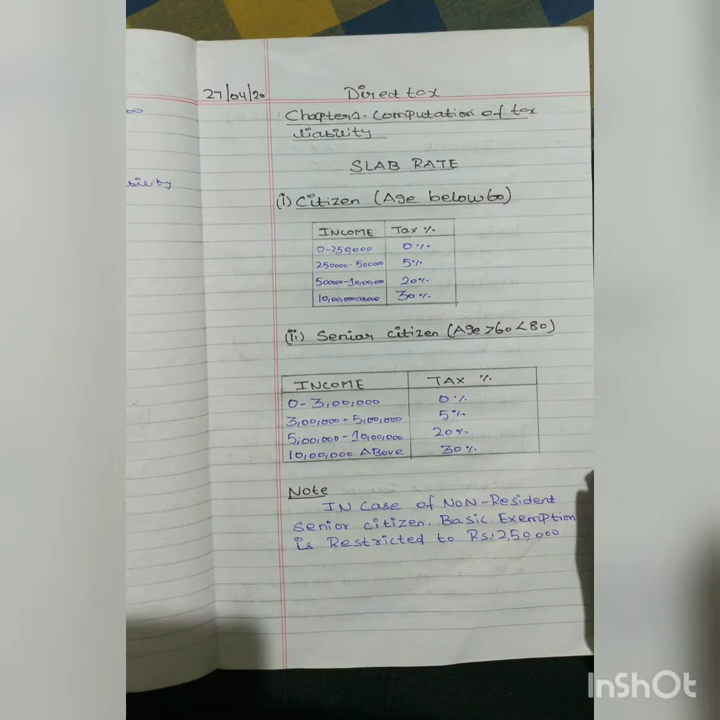 27/04/20 Direct tax
Chapter 2. Computation of tax
liability
SLAB RATE
(i) Citizen (Age below 60)
INCOME Tax %
0-250,000 0%
250000-50000 5%
500000-10,00,000 20%
10,00,000 above 30%
(ii) Senior citizen (Age >60<80)
INCOME TAX %
0-3,00,000 0%
3,00,000-5,00,000 5%
5,00,000-10,00,000 20%
10,00,000 ABove 30%
Note
IN Case of NON-Resident
senior citizen. Basic Exemption
is Restricted to Rs. 2,50,000
InShOt